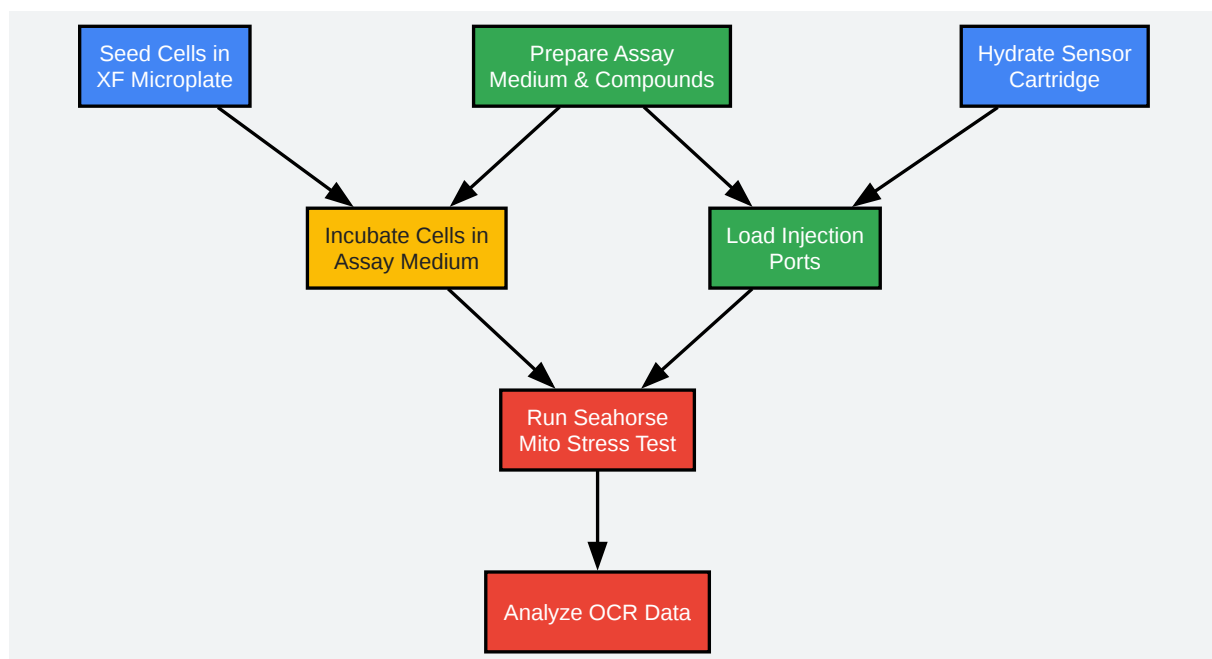 Seed Cells in
XF Microplate
Prepare Assay
Medium & Compounds
Hydrate Sensor
Cartridge
Incubate Cells in
Assay Medium
Load Injection
Ports
Run Seahorse
Mito Stress Test
Analyze OCR Data